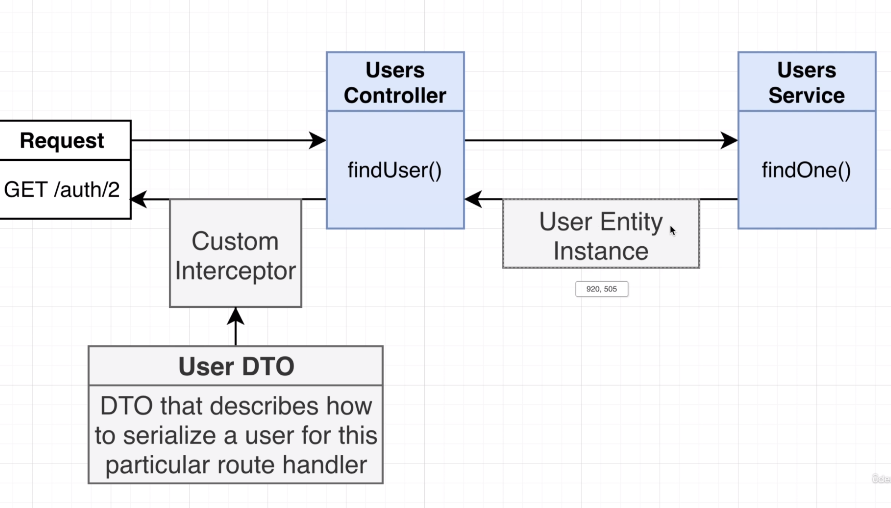 Users
Controller
Users
Service
Request
findUser()
findOne()
GET /auth/2
User Entity
Instance
Custom
Interceptor
920, 505
User DTO
DTO that describes how
to serialize a user for this
particular route handler